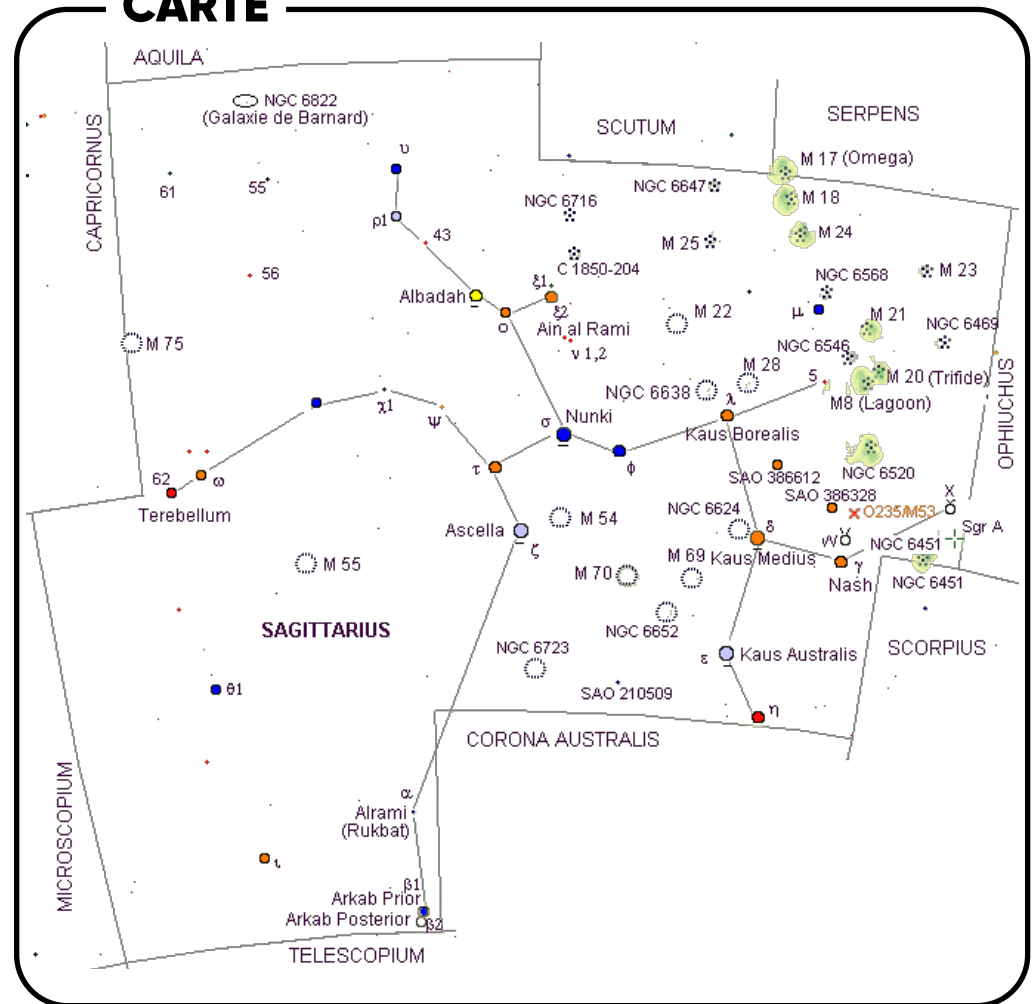 CARTE
AQUILA
NGC 6822
(Galaxie de Barnard)
SCUTUM
SERPENS
CAPRICORNUS
υ
M 17 (Omega)
61
55
NGC 6647
M 18
NGC 6716
ρ1
43
M 24
M 25
56
C 1850-204
M 23
NGC 6568
ξ1
Albadah
ξ2
ο
M 22
μ
M 21
Ain al Rami
NGC 6469
M 75
ν 1,2
NGC 6546
M 28
5
M 20 (Trifide)
NGC 6638
M8 (Lagoon)
OPHIUCHUS
χ1
λ
ψ
σ
Nunki
Kaus Borealis
τ
φ
NGC 6520
62
ω
SAO 386612
SAO 386328
X
Terebellum
NGC 6624
O235/M53
Ascella
M 54
δ
W
Sgr A
ζ
Kaus Medius
NGC 6451
M 55
M 69
γ
M 70
Nash
NGC 6451
NGC 6652
SAGITTARIUS
NGC 6723
ε
Kaus Australis
SCORPIUS
θ1
SAO 210509
η
CORONA AUSTRALIS
MICROSCOPIUM
α
Alrami
(Rukbat)
ι
β1
Arkab Prior
Arkab Posterior
β2
TELESCOPIUM